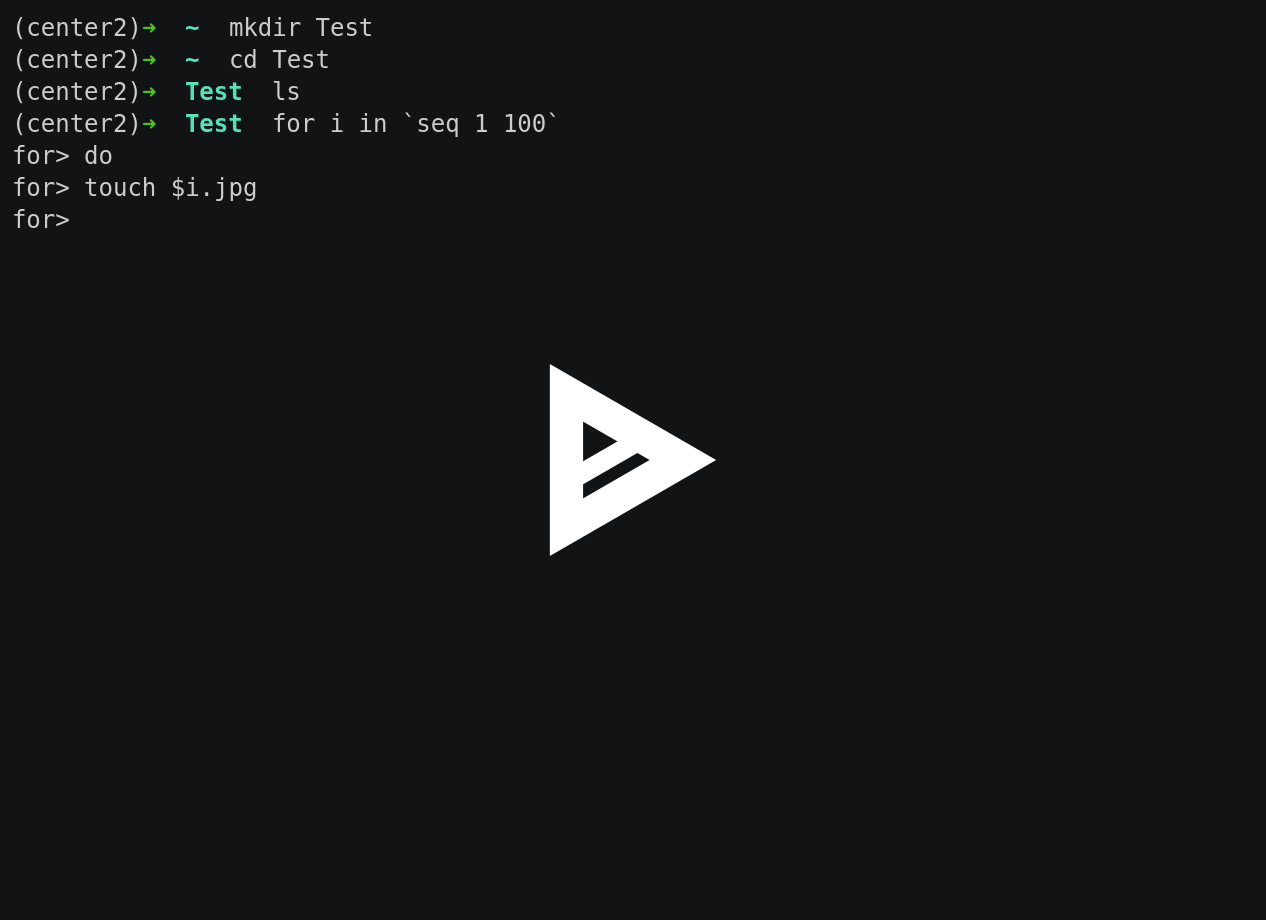 (center2)➜  ~  mkdir Test
(center2)➜  ~  cd Test
(center2)➜  Test  ls
(center2)➜  Test  for i in `seq 1 100`
for> do
for> touch $i.jpg
for>